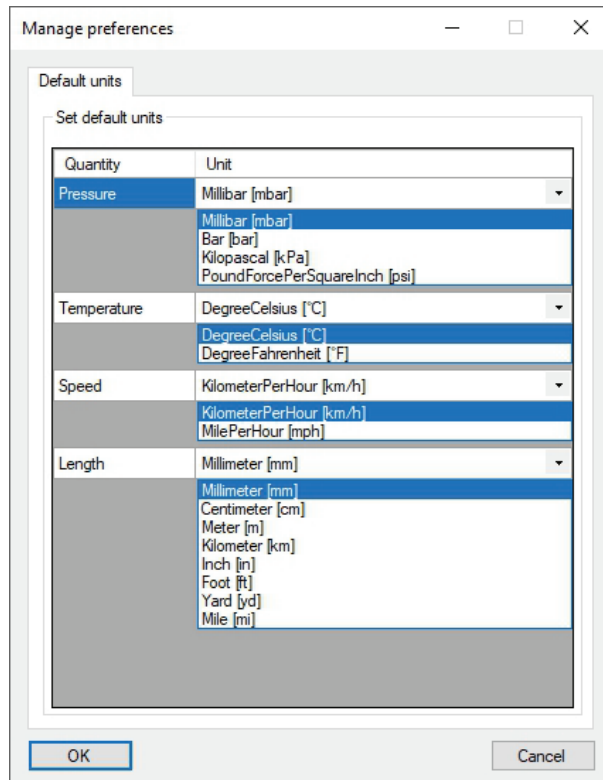 Manage preferences
Default units
Set default units
Quantity Unit
Pressure Millibar [mbar]
Millibar [mbar]
Bar [bar]
Kilopascal [kPa]
PoundForcePerSquareInch [psi]
Temperature DegreeCelsius [°C]
DegreeCelsius [°C]
DegreeFahrenheit [°F]
Speed KilometerPerHour [km/h]
KilometerPerHour [km/h]
MilePerHour [mph]
Length Millimeter [mm]
Millimeter [mm]
Centimeter [cm]
Meter [m]
Kilometer [km]
Inch [in]
Foot [ft]
Yard [yd]
Mile [mi]
OK Cancel